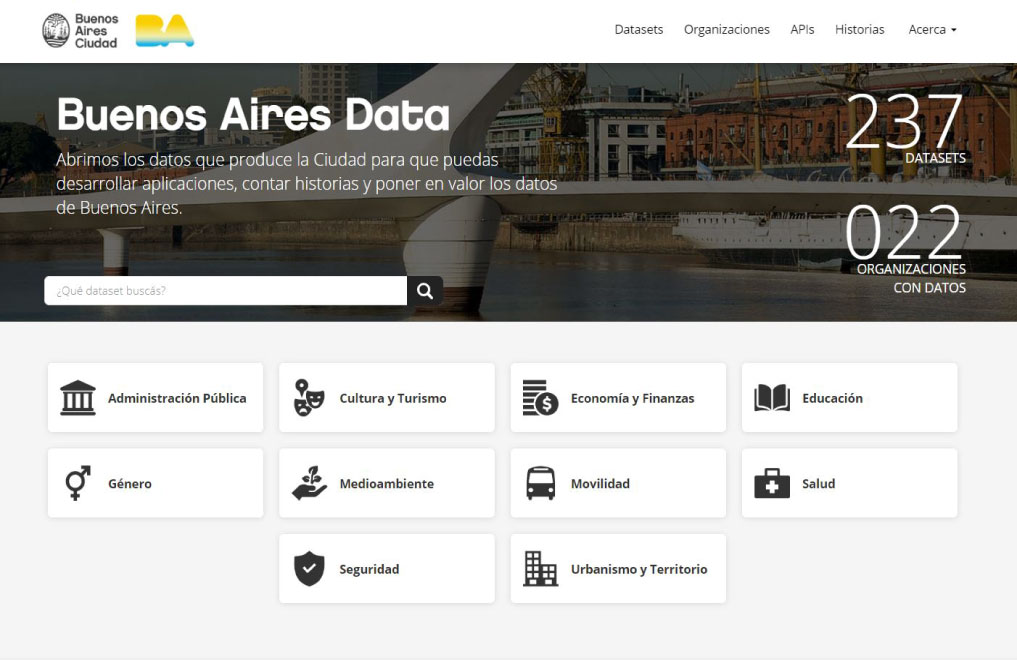 Buenos
Aires
Ciudad
BA
Datasets Organizaciones APIs Historias Acerca
Buenos Aires Data
Abrimos los datos que produce la Ciudad para que puedas
desarrollar aplicaciones, contar historias y poner en valor los datos
de Buenos Aires.
¿Qué dataset buscás?
237
DATASETS
022
ORGANIZACIONES
CON DATOS
Administración Pública
Cultura y Turismo
Economía y Finanzas
Educación
Género
Medioambiente
Movilidad
Salud
Seguridad
Urbanismo y Territorio